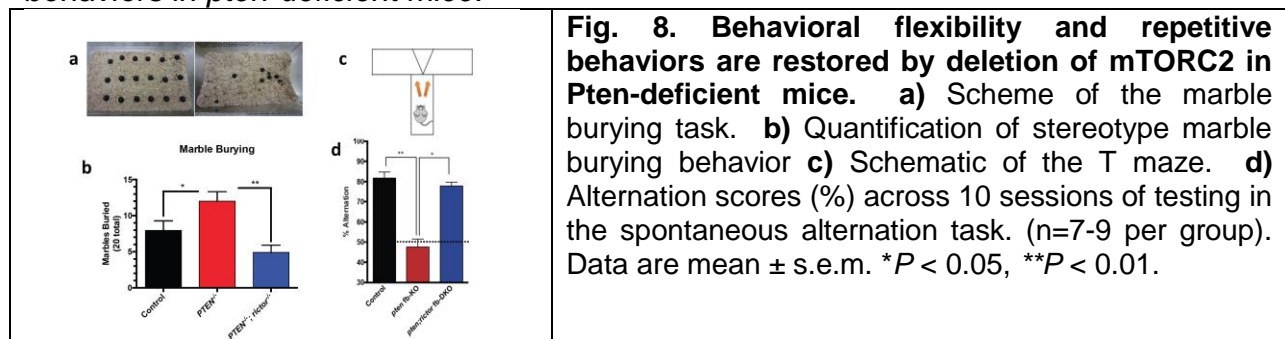 behaviors in pten-deficient mice.
a
c
Marble Burying
b
d
Marbles Buried
(20 total)
15
10
5
0
*
**
Control
PTEN+/-
PTEN+/-; rictor+/-
% Alternation
90
80
70
60
50
40
30
**
*
Control
pten fb-KO
pten;rictor fb-DKO
Fig. 8. Behavioral flexibility and repetitive
behaviors are restored by deletion of mTORC2 in
Pten-deficient mice. a) Scheme of the marble
burying task. b) Quantification of stereotype marble
burying behavior c) Schematic of the T maze. d)
Alternation scores (%) across 10 sessions of testing in
the spontaneous alternation task. (n=7-9 per group).
Data are mean ± s.e.m. *P < 0.05, **P < 0.01.